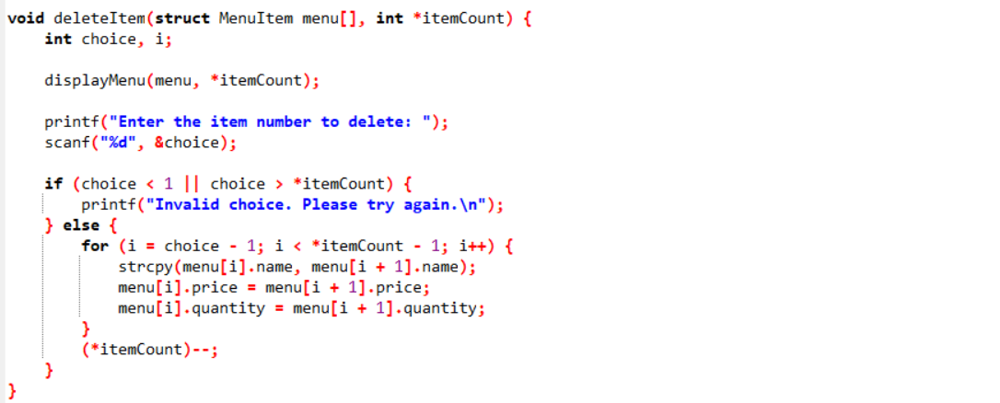 void deleteItem(struct MenuItem menu[], int *itemCount) {
    int choice, i;

    displayMenu(menu, *itemCount);

    printf("Enter the item number to delete: ");
    scanf("%d", &choice);

    if (choice < 1 || choice > *itemCount) {
        printf("Invalid choice. Please try again.\n");
    } else {
        for (i = choice - 1; i < *itemCount - 1; i++) {
            strcpy(menu[i].name, menu[i + 1].name);
            menu[i].price = menu[i + 1].price;
            menu[i].quantity = menu[i + 1].quantity;
        }
        (*itemCount)--;
    }
}